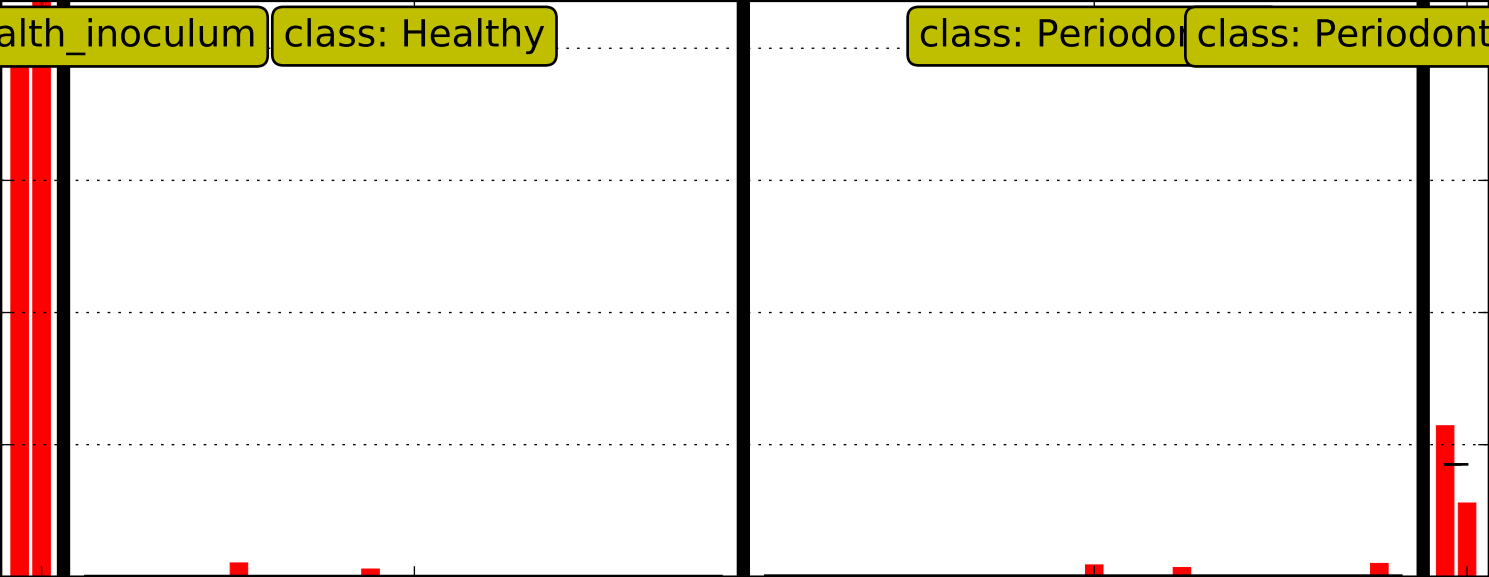 alth_inoculum
class: Healthy
class: Periodon
class: Periodont